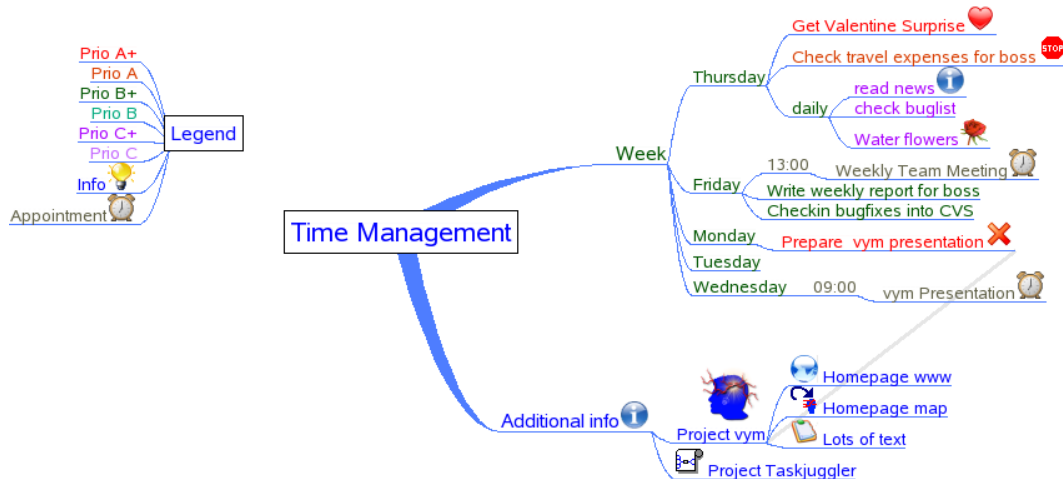 Prio A+
Prio A
Prio B+
Prio B
Prio C+
Prio C
Info
Appointment
Legend
Time Management
Week
Thursday
Get Valentine Surprise
Check travel expenses for boss
STOP
daily
read news
check buglist
Water flowers
Friday
13:00
Weekly Team Meeting
Write weekly report for boss
Checkin bugfixes into CVS
Monday
Prepare vym presentation
Tuesday
Wednesday
09:00
vym Presentation
Additional info
Project vym
Homepage www
Homepage map
Lots of text
Project Taskjuggler